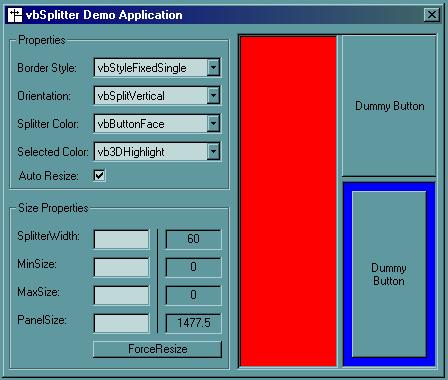 vbSplitter Demo Application
Properties
Border Style: vbStyleFixedSingle
Orientation: vbSplitVertical
Splitter Color: vbButtonFace
Selected Color: vb3DHighlight
Auto Resize:
Size Properties
SplitterWidth: 60
MinSize: 0
MaxSize: 0
PanelSize: 1477.5
ForceResize
Dummy Button
Dummy
Button